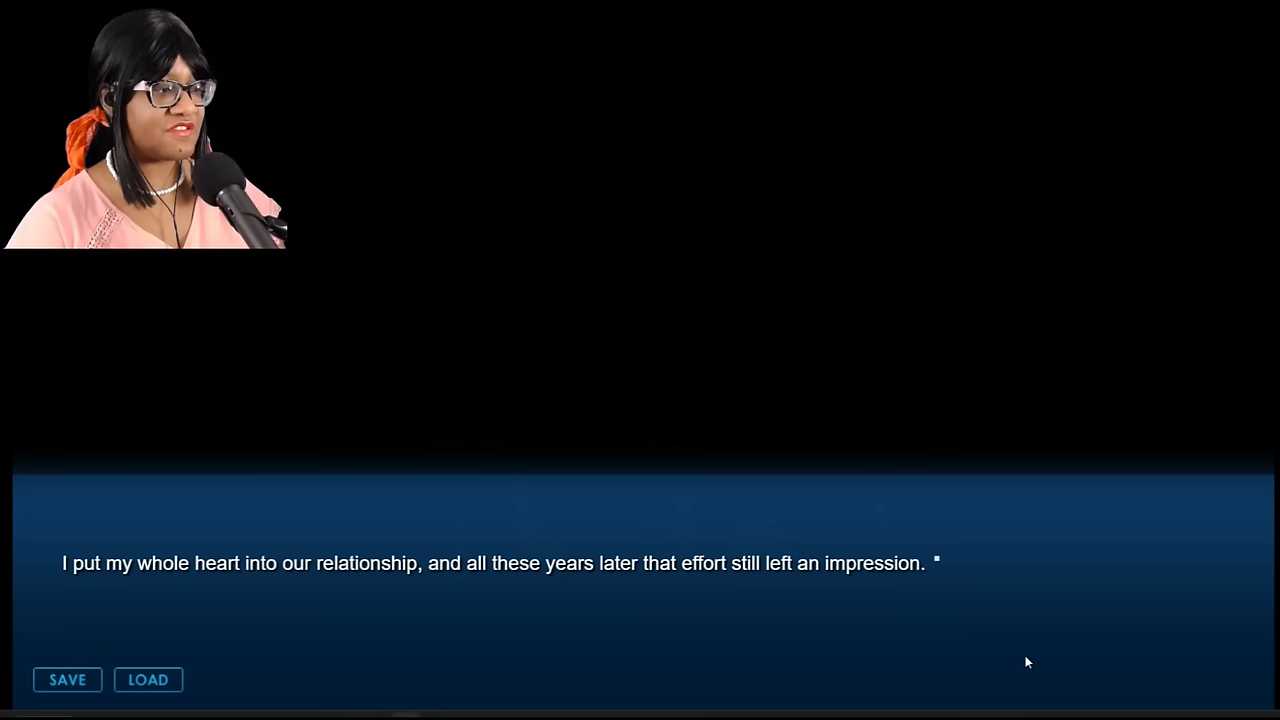 I put my whole heart into our relationship, and all these years later that effort still left an impression.
SAVE LOAD